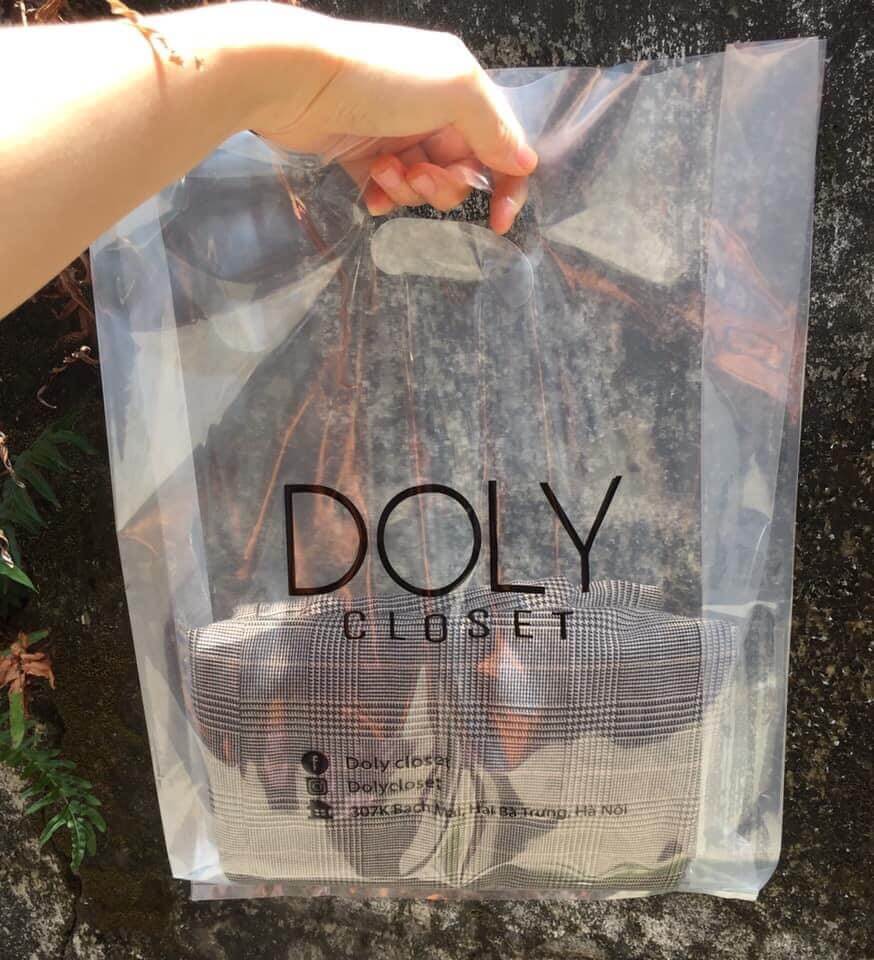 DOLY
CLOSET
Doly closet
Dolycloset
307K Bạch Mai, Hai Bà Trưng, Hà Nội